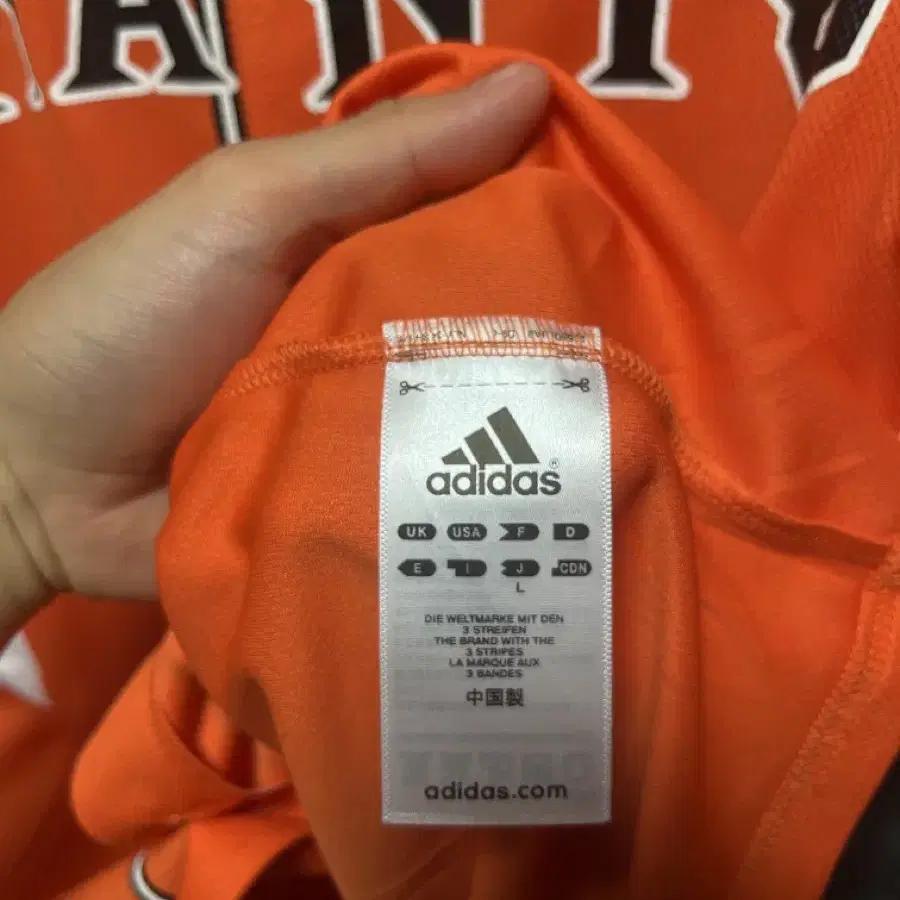 ANTS
adidas
UK USA F D
E I J CDN
L
DIE WELTMARKE MIT DEN
3 STREIFEN
THE BRAND WITH THE
3 STRIPES
LA MARQUE AUX
3 BANDES
中国製
adidas.com